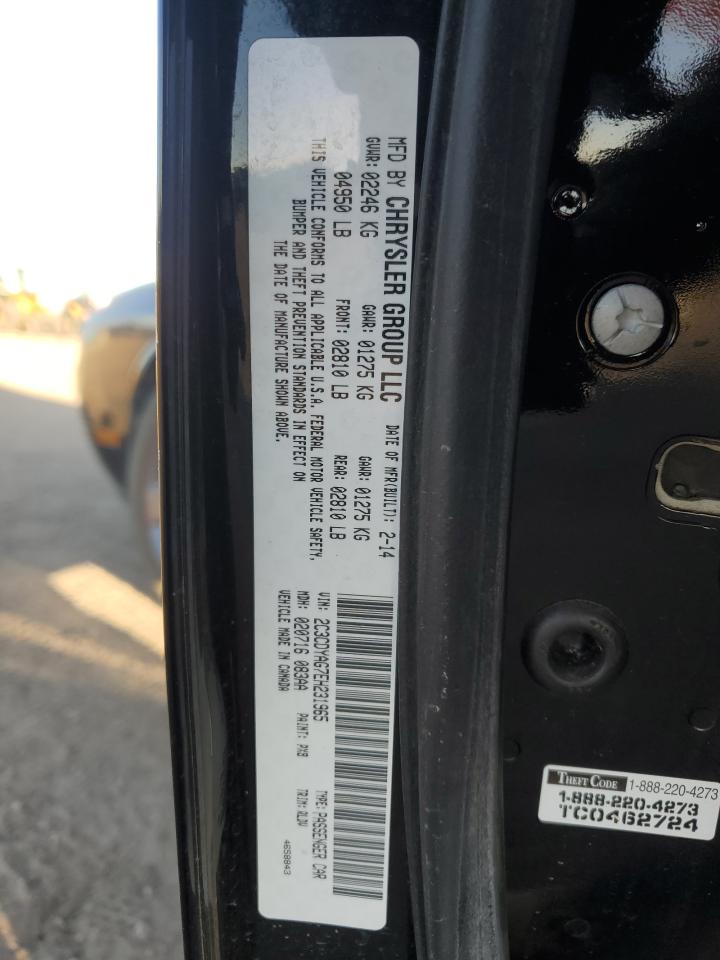 MFD BY CHRYSLER GROUP LLC DATE OF MFR(BUILT): 2-14
GVWR: 02246 KG GAWR: 01275 KG GAWR: 01275 KG
04950 LB FRONT: 02810 LB REAR: 02810 LB
THIS VEHICLE CONFORMS TO ALL APPLICABLE U.S.A. FEDERAL MOTOR VEHICLE SAFETY,
BUMPER AND THEFT PREVENTION STANDARDS IN EFFECT ON
THE DATE OF MANUFACTURE SHOWN ABOVE.
VIN: 2C3CDYAG7EH231965 TYPE: PASSENGER CAR
MDH: 020716 083AA PAINT: PX8 TRIM: QLDV
VEHICLE MADE IN CANADA 4658843
THEFT CODE 1-888-220-4273
1-888-220-4273
TC0462724